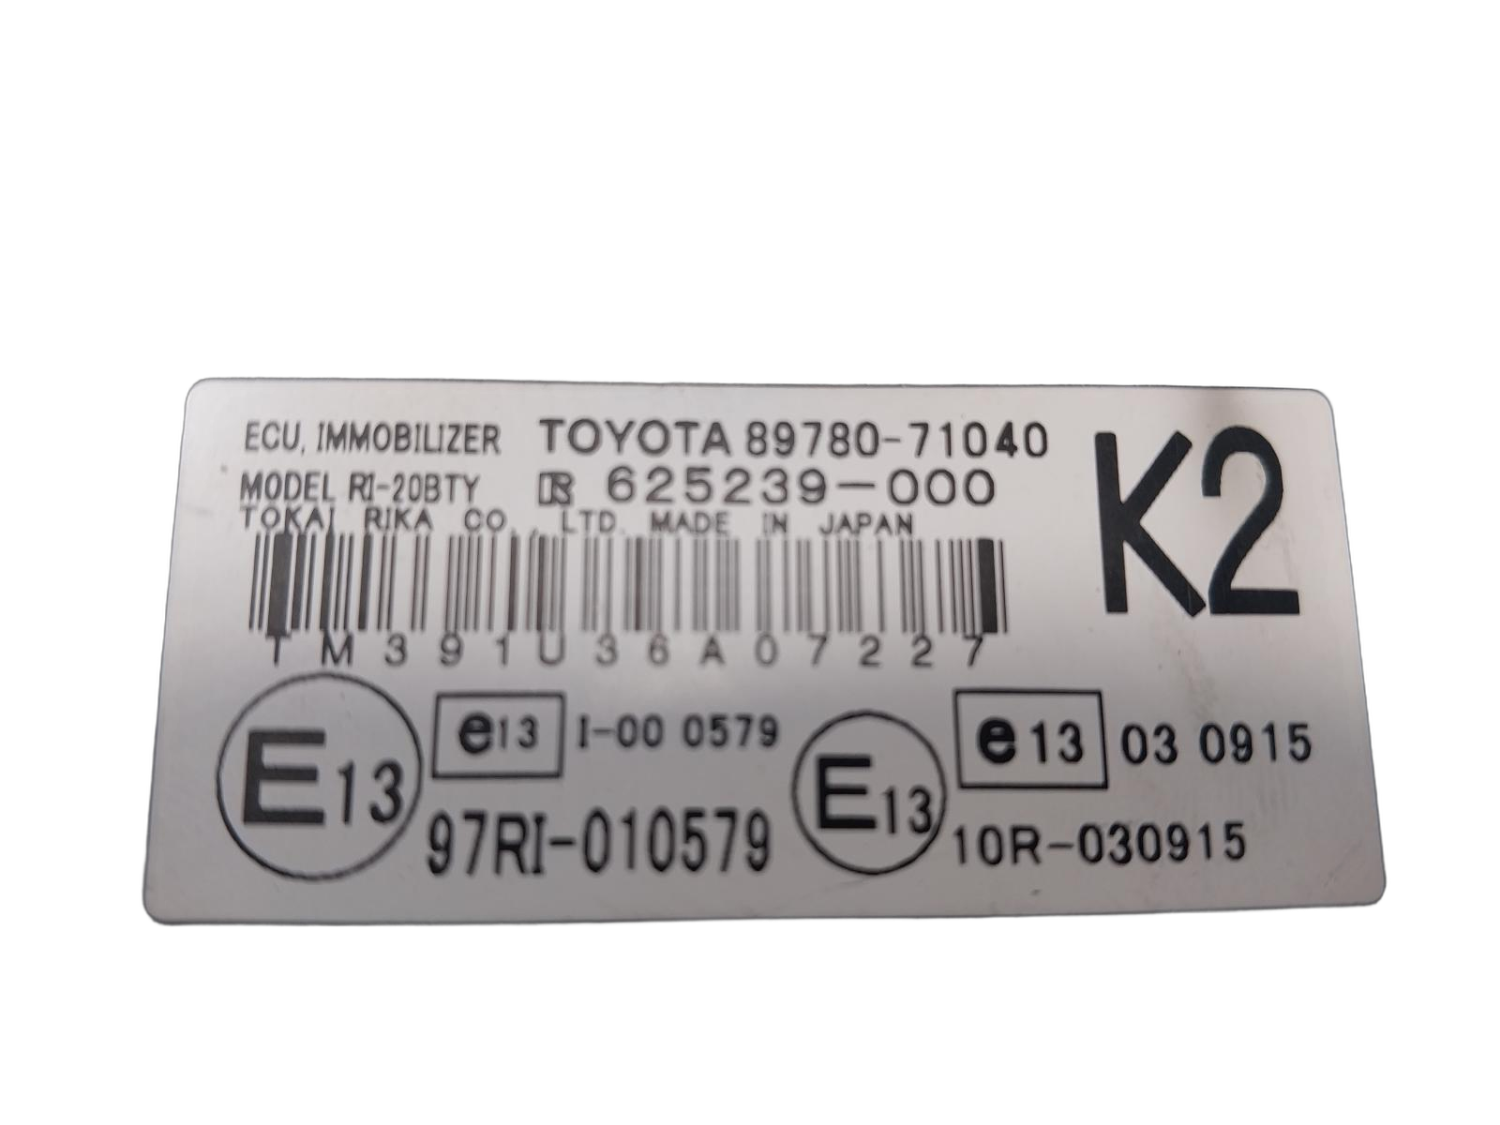 ECU, IMMOBILIZER TOYOTA 89780-71040
MODEL RI-20BTY R 625239-000
TOKAI RIKA CO., LTD. MADE IN JAPAN
K2
TM391U36A07227
E13 e13 I-00 0579
97RI-010579
E13 e13 03 0915
10R-030915